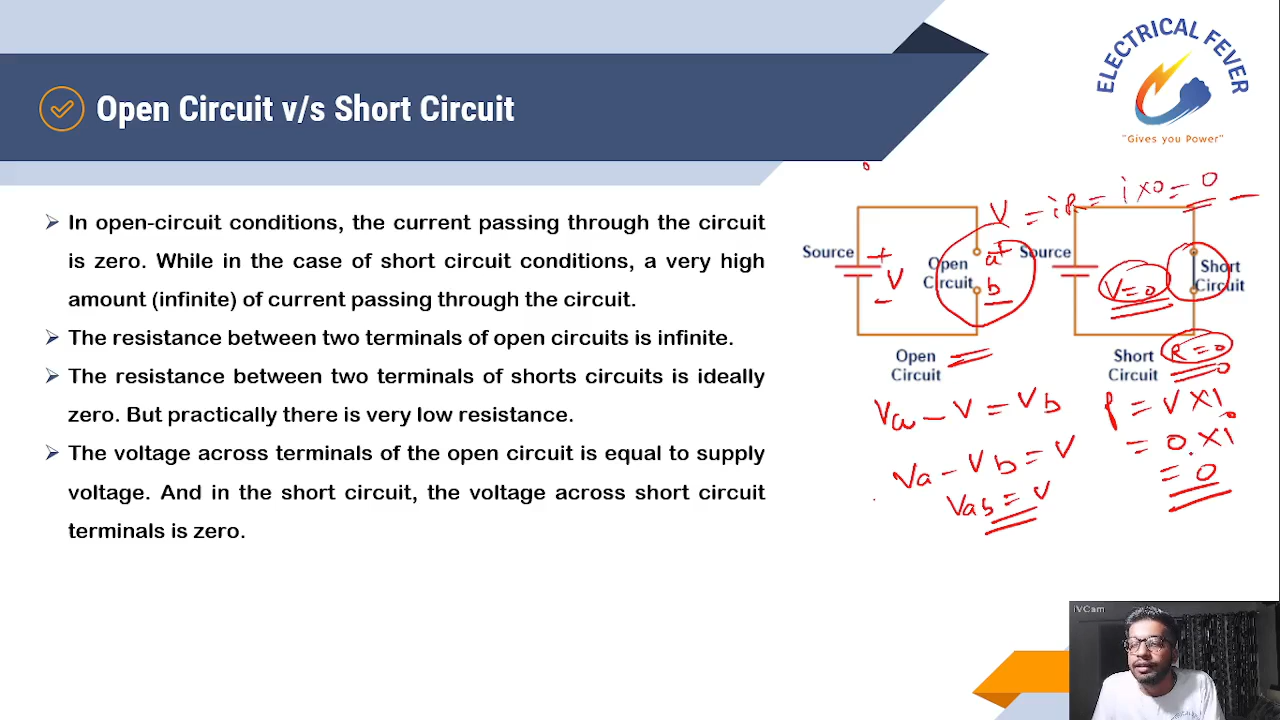 ELECTRICAL FEVER
"Gives you Power"
Open Circuit v/s Short Circuit
➢ In open-circuit conditions, the current passing through the circuit
is zero. While in the case of short circuit conditions, a very high
amount (infinite) of current passing through the circuit.
➢ The resistance between two terminals of open circuits is infinite.
➢ The resistance between two terminals of shorts circuits is ideally
zero. But practically there is very low resistance.
➢ The voltage across terminals of the open circuit is equal to supply
voltage. And in the short circuit, the voltage across short circuit
terminals is zero.
V = iR = i×0 = 0
Source
+
V
-
Open
Circuit
a+
b
Open
Circuit
Source
V=0
Short
Circuit
R=0
Short
Circuit
Va - V = Vb
Va - Vb = V
Vab = V
P = V×i
= 0×i
= 0
iVCam